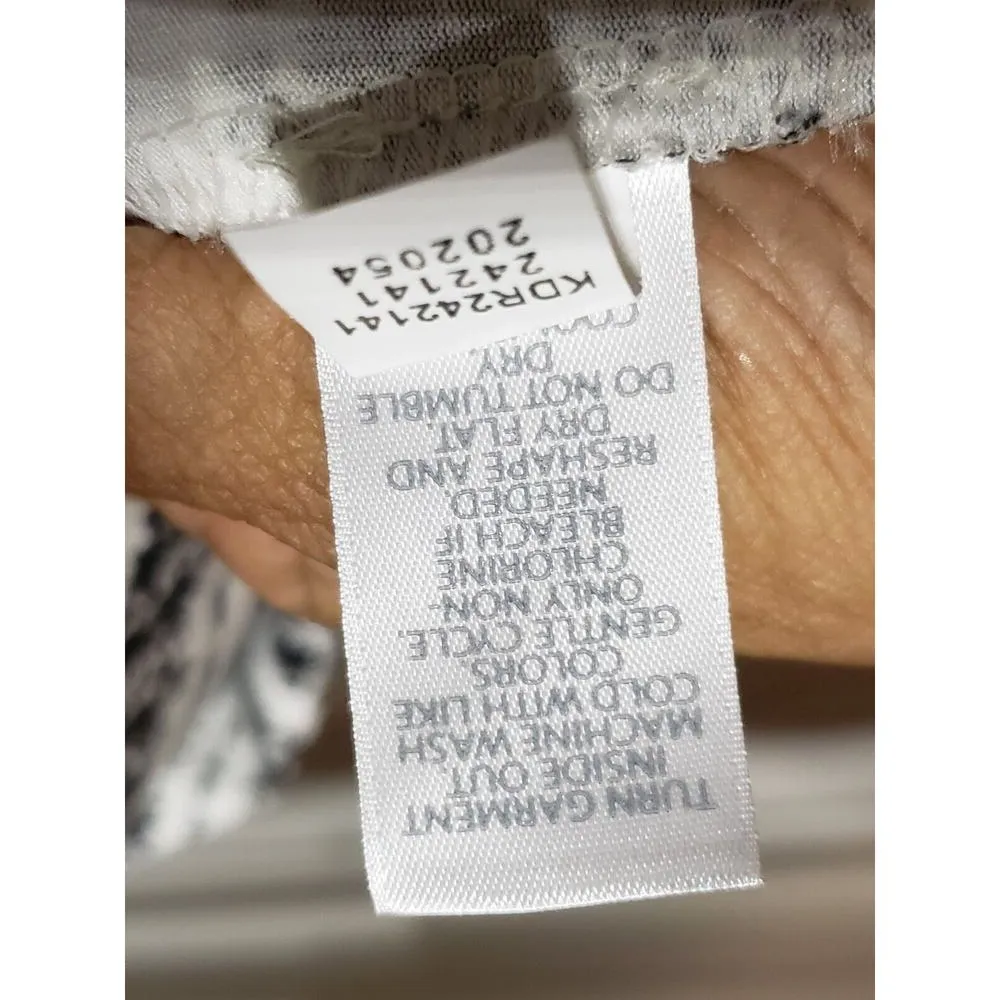 KDR242141
242141
202054
TURN GARMENT
INSIDE OUT.
MACHINE WASH
COLD WITH LIKE
COLORS.
GENTLE CYCLE.
ONLY NON-
CHLORINE
BLEACH IF
NEEDED.
RESHAPE AND
DRY FLAT.
DO NOT TUMBLE
DRY.